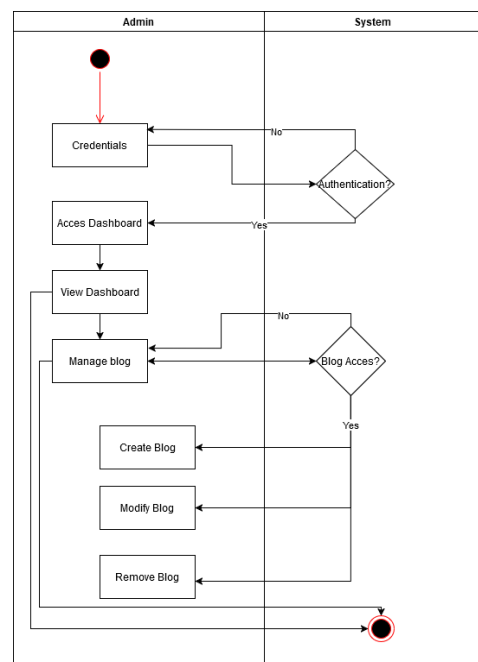 Admin
System
No
Credentials
Authentication?
Acces Dashboard
Yes
View Dashboard
No
Manage blog
Blog Acces?
Yes
Create Blog
Modify Blog
Remove Blog